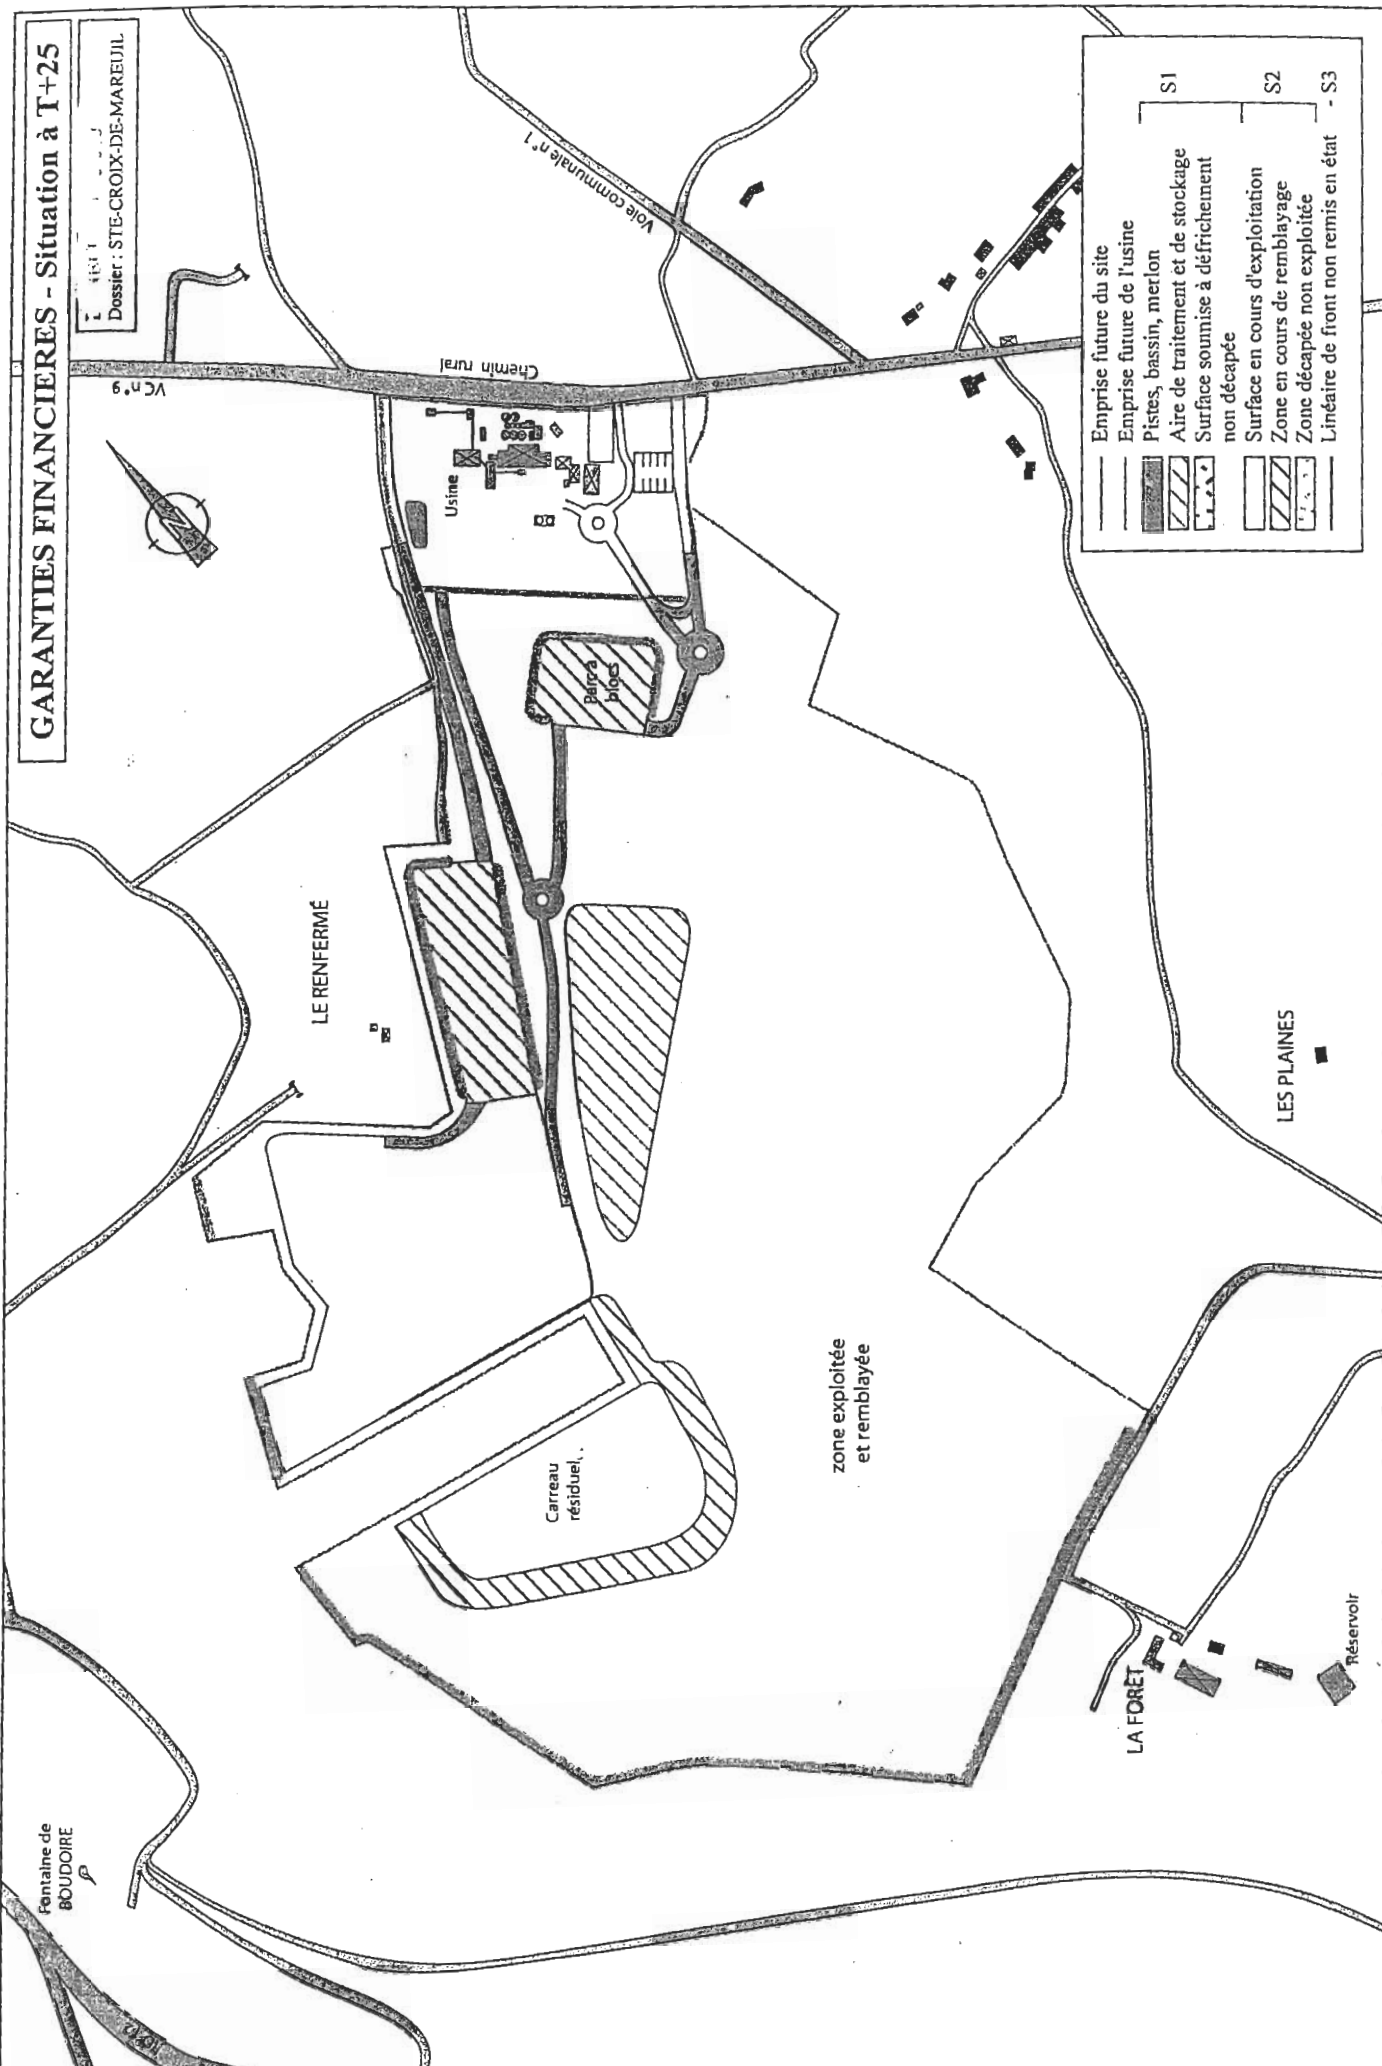 GARANTIES FINANCIERES - Situation à T+25
Dossier : STE-CROIX-DE-MAREUIL
VC n°9
Chemin rural
Voie communale n°1
Usine
Parc à
blocs
LE RENFERMÉ
LES PLAINES
zone exploitée
et remblayée
Carreau
résiduel
LA FORÊT
Réservoir
Fontaine de
BOUDOIRE
Emprise future du site
Emprise future de l'usine
Pistes, bassin, merlon
Aire de traitement et de stockage
Surface soumise à défrichement
non décapée
S1
Surface en cours d'exploitation
Zone en cours de remblayage
Zone décapée non exploitée
S2
Linéaire de front non remis en état - S3